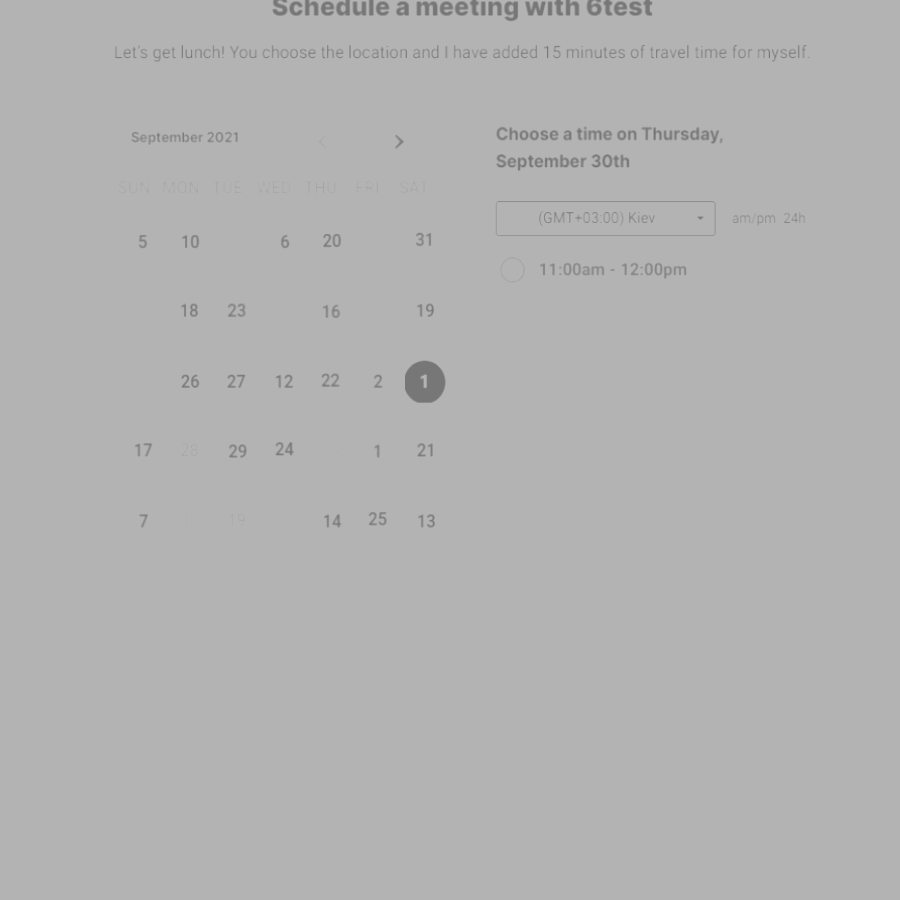 Schedule a meeting with 6test
Let's get lunch! You choose the location and I have added 15 minutes of travel time for myself.
September 2021
SUN MON TUE WED THU FRI SAT
5 10 6 20 31
18 23 16 19
26 27 12 22 2 1
17 28 29 24 1 21
7 19 14 25 13
Choose a time on Thursday,
September 30th
(GMT+03:00) Kiev am/pm 24h
11:00am - 12:00pm